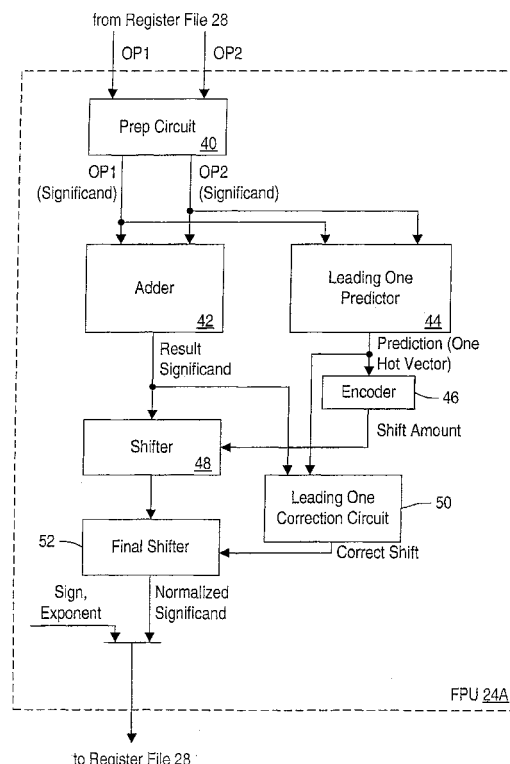 from Register File 28
OP1
OP2
Prep Circuit
40
OP1
(Significand)
OP2
(Significand)
Adder
42
Leading One
Predictor
44
Result
Significand
Prediction (One
Hot Vector)
Encoder
46
Shift Amount
Shifter
48
Leading One
Correction Circuit
50
52
Final Shifter
Correct Shift
Sign,
Exponent
Normalized
Significand
FPU 24A
to Register File 28